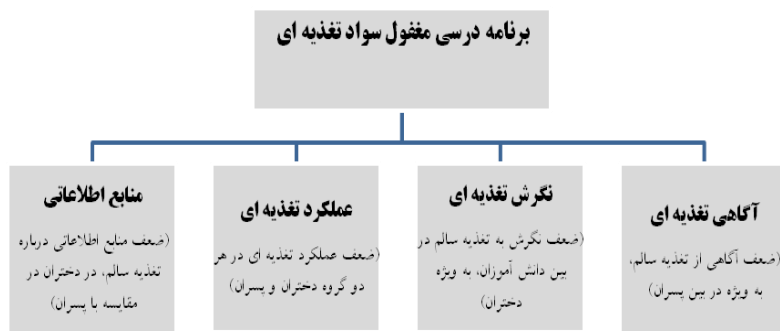 برنامه درسی مغفول سواد تغذیه ای
آگاهی تغذیه ای
(ضعف آگاهی از تغذیه سالم،
به ویژه در بین پسران)
نگرش تغذیه ای
(ضعف نگرش به تغذیه سالم در
بین دانش آموزان، به ویژه
دختران)
عملکرد تغذیه ای
(ضعف عملکرد تغذیه ای در هر
دو گروه دختران و پسران)
منابع اطلاعاتی
(ضعف منابع اطلاعاتی درباره
تغذیه سالم، در دختران در
مقایسه با پسران)